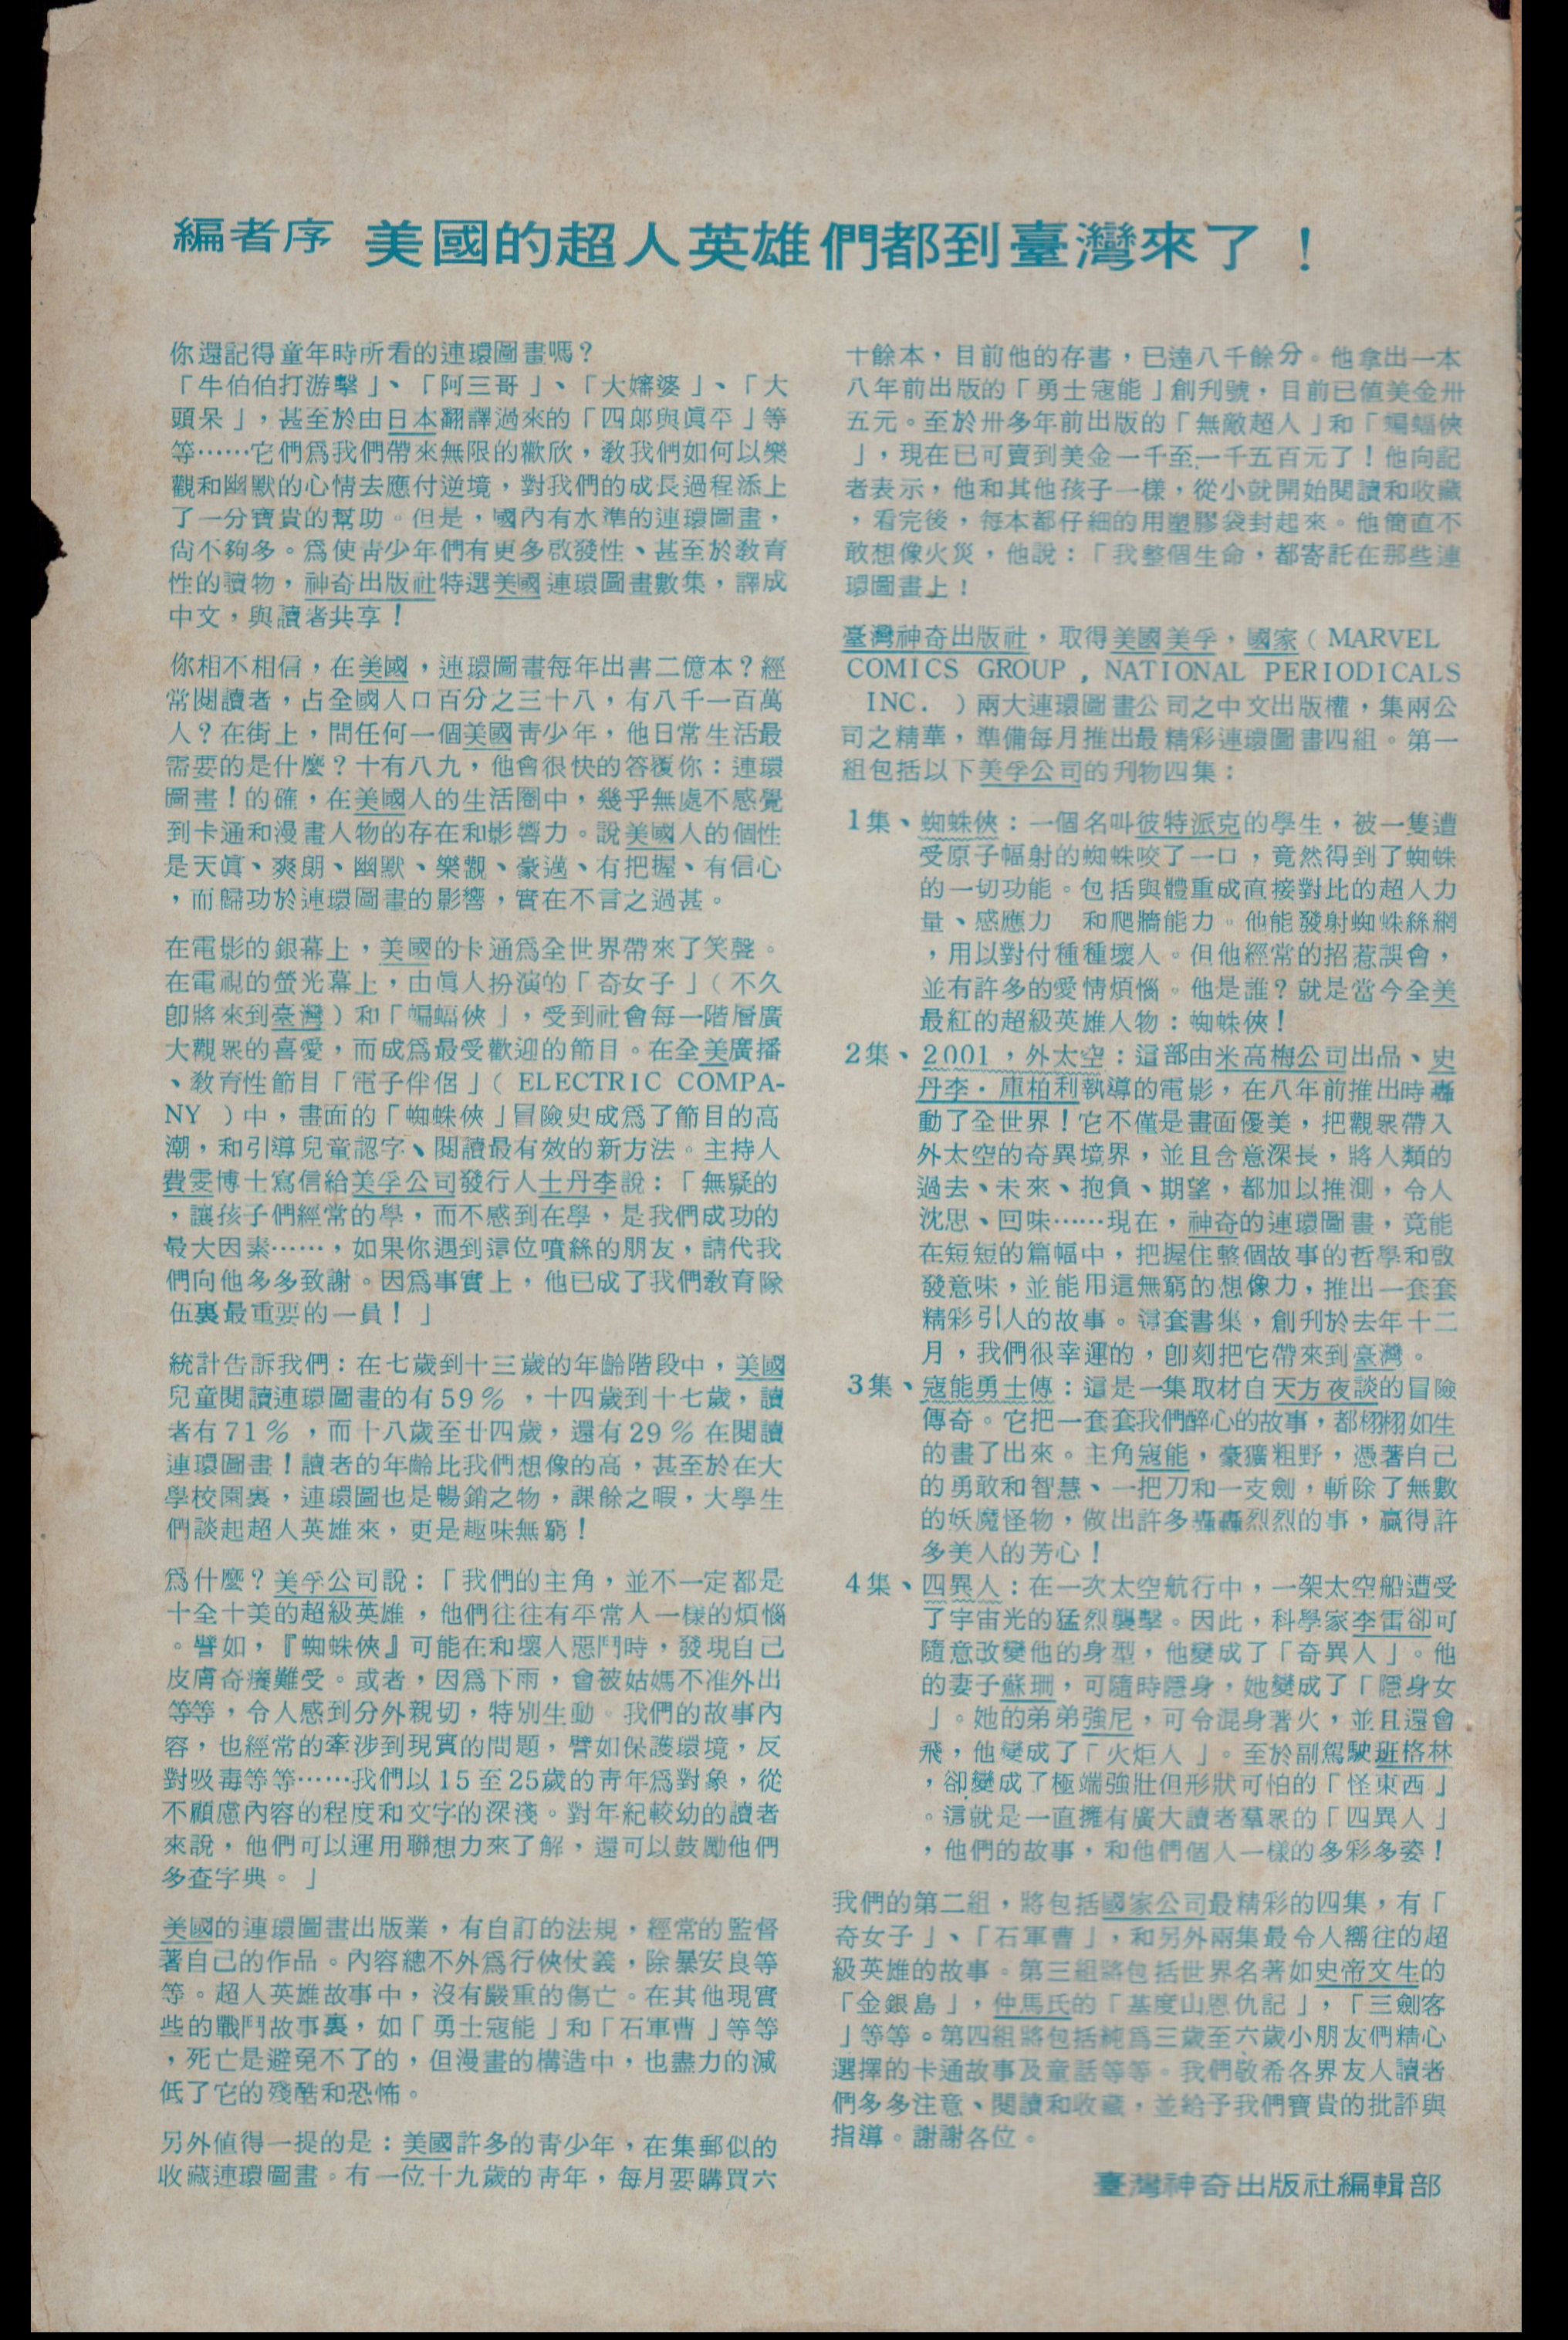 編者序 美國的超人英雄們都到臺灣來了！
你還記得童年時所看的連環圖畫嗎？
「牛伯伯打游擊」、「阿三哥」、「大嬸婆」、「大
頭呆」，甚至於由日本翻譯過來的「四郎與眞平」等
等……它們爲我們帶來無限的歡欣，敎我們如何以樂
觀和幽默的心情去應付逆境，對我們的成長過程添上
了一分寶貴的幫助。但是，國內有水準的連環圖畫，
尙不夠多。爲使靑少年們有更多啟發性、甚至於敎育
性的讀物，神奇出版社特選美國連環圖畫數集，譯成
中文，與讀者共享！
你相不相信，在美國，連環圖畫每年出書二億本？經
常閱讀者，占全國人口百分之三十八，有八千一百萬
人？在街上，問任何一個美國靑少年，他日常生活最
需要的是什麼？十有八九，他會很快的答覆你：連環
圖畫！的確，在美國人的生活圈中，幾乎無處不感覺
到卡通和漫畫人物的存在和影響力。說美國人的個性
是天眞、爽朗、幽默、樂觀、豪邁、有把握、有信心
，而歸功於連環圖畫的影響，實在不言之過甚。
在電影的銀幕上，美國的卡通爲全世界帶來了笑聲。
在電視的螢光幕上，由眞人扮演的「奇女子」（不久
卽將來到臺灣）和「蝙蝠俠」，受到社會每一階層廣
大觀衆的喜愛，而成爲最受歡迎的節目。在全美廣播
、敎育性節目「電子伴侶」（ ELECTRIC COMPA-
NY ）中，畫面的「蜘蛛俠」冒險史成爲了節目的高
潮，和引導兒童認字、閱讀最有效的新方法。主持人
費雯博士寫信給美孚公司發行人士丹李說：「無疑的
，讓孩子們經常的學，而不感到在學，是我們成功的
最大因素……，如果你遇到這位噴絲的朋友，請代我
們向他多多致謝。因爲事實上，他已成了我們敎育隊
伍裏最重要的一員！」
統計告訴我們：在七歲到十三歲的年齡階段中，美國
兒童閱讀連環圖畫的有59％，十四歲到十七歲，讀
者有71％，而十八歲至廿四歲，還有29％在閱讀
連環圖畫！讀者的年齡比我們想像的高，甚至於在大
學校園裏，連環圖也是暢銷之物，課餘之暇，大學生
們談起超人英雄來，更是趣味無窮！
爲什麼？美孚公司說：「我們的主角，並不一定都是
十全十美的超級英雄，他們往往有平常人一樣的煩惱
。譬如，『蜘蛛俠』可能在和壞人惡鬥時，發現自己
皮膚奇癢難受。或者，因爲下雨，會被姑媽不准外出
等等，令人感到分外親切，特別生動。我們的故事內
容，也經常的牽涉到現實的問題，譬如保護環境，反
對吸毒等等……我們以15至25歲的靑年爲對象，從
不顧慮內容的程度和文字的深淺。對年紀較幼的讀者
來說，他們可以運用聯想力來了解，還可以鼓勵他們
多查字典。」
美國的連環圖畫出版業，有自訂的法規，經常的監督
著自己的作品。內容總不外爲行俠仗義，除暴安良等
等。超人英雄故事中，沒有嚴重的傷亡。在其他現實
些的戰鬥故事裏，如「勇士寇能」和「石軍曹」等等
，死亡是避免不了的，但漫畫的構造中，也盡力的減
低了它的殘酷和恐怖。
另外値得一提的是：美國許多的靑少年，在集郵似的
收藏連環圖畫。有一位十九歲的靑年，每月要購買六
十餘本，目前他的存書，已達八千餘分。他拿出一本
八年前出版的「勇士寇能」創刊號，目前已値美金卅
五元。至於卅多年前出版的「無敵超人」和「蝙蝠俠
」，現在已可賣到美金一千至一千五百元了！他向記
者表示，他和其他孩子一樣，從小就開始閱讀和收藏
，看完後，每本都仔細的用塑膠袋封起來。他簡直不
敢想像火災，他說：「我整個生命，都寄託在那些連
環圖畫上！
臺灣神奇出版社，取得美國美孚，國家（ MARVEL
COMICS GROUP , NATIONAL PERIODICALS
INC. ）兩大連環圖畫公司之中文出版權，集兩公
司之精華，準備每月推出最精彩連環圖畫四組。第一
組包括以下美孚公司的刊物四集：
1集、蜘蛛俠：一個名叫彼特派克的學生，被一隻遭
受原子幅射的蜘蛛咬了一口，竟然得到了蜘蛛
的一切功能。包括與體重成直接對比的超人力
量、感應力　和爬牆能力。他能發射蜘蛛絲網
，用以對付種種壞人。但他經常的招惹誤會，
並有許多的愛情煩惱。他是誰？就是當今全美
最紅的超級英雄人物：蜘蛛俠！
2集、2001，外太空：這部由米高梅公司出品、史
丹李·庫柏利執導的電影，在八年前推出時轟
動了全世界！它不僅是畫面優美，把觀衆帶入
外太空的奇異境界，並且含意深長，將人類的
過去、未來、抱負、期望，都加以推測，令人
沈思、回味……現在，神奇的連環圖畫，竟能
在短短的篇幅中，把握住整個故事的哲學和啟
發意味，並能用這無窮的想像力，推出一套套
精彩引人的故事。這套書集，創刊於去年十二
月，我們很幸運的，卽刻把它帶來到臺灣。
3集、寇能勇士傳：這是一集取材自天方夜談的冒險
傳奇。它把一套套我們醉心的故事，都栩栩如生
的畫了出來。主角寇能，豪獷粗野，憑著自己
的勇敢和智慧、一把刀和一支劍，斬除了無數
的妖魔怪物，做出許多轟轟烈烈的事，贏得許
多美人的芳心！
4集、四異人：在一次太空航行中，一架太空船遭受
了宇宙光的猛烈襲擊。因此，科學家李雷卻可
隨意改變他的身型，他變成了「奇異人」。他
的妻子蘇珊，可隨時隱身，她變成了「隱身女
」。她的弟弟強尼，可令混身著火，並且還會
飛，他變成了「火炬人」。至於副駕駛班格林
，卻變成了極端強壯但形狀可怕的「怪東西」
。這就是一直擁有廣大讀者羣衆的「四異人」
，他們的故事，和他們個人一樣的多彩多姿！
我們的第二組，將包括國家公司最精彩的四集，有「
奇女子」、「石軍曹」，和另外兩集最令人嚮往的超
級英雄的故事。第三組將包括世界名著如史帝文生的
「金銀島」，仲馬氏的「基度山恩仇記」，「三劍客
」等等。第四組將包括純爲三歲至六歲小朋友們精心
選擇的卡通故事及童話等等。我們敬希各界友人讀者
們多多注意、閱讀和收藏，並給予我們寶貴的批評與
指導。謝謝各位。
臺灣神奇出版社編輯部